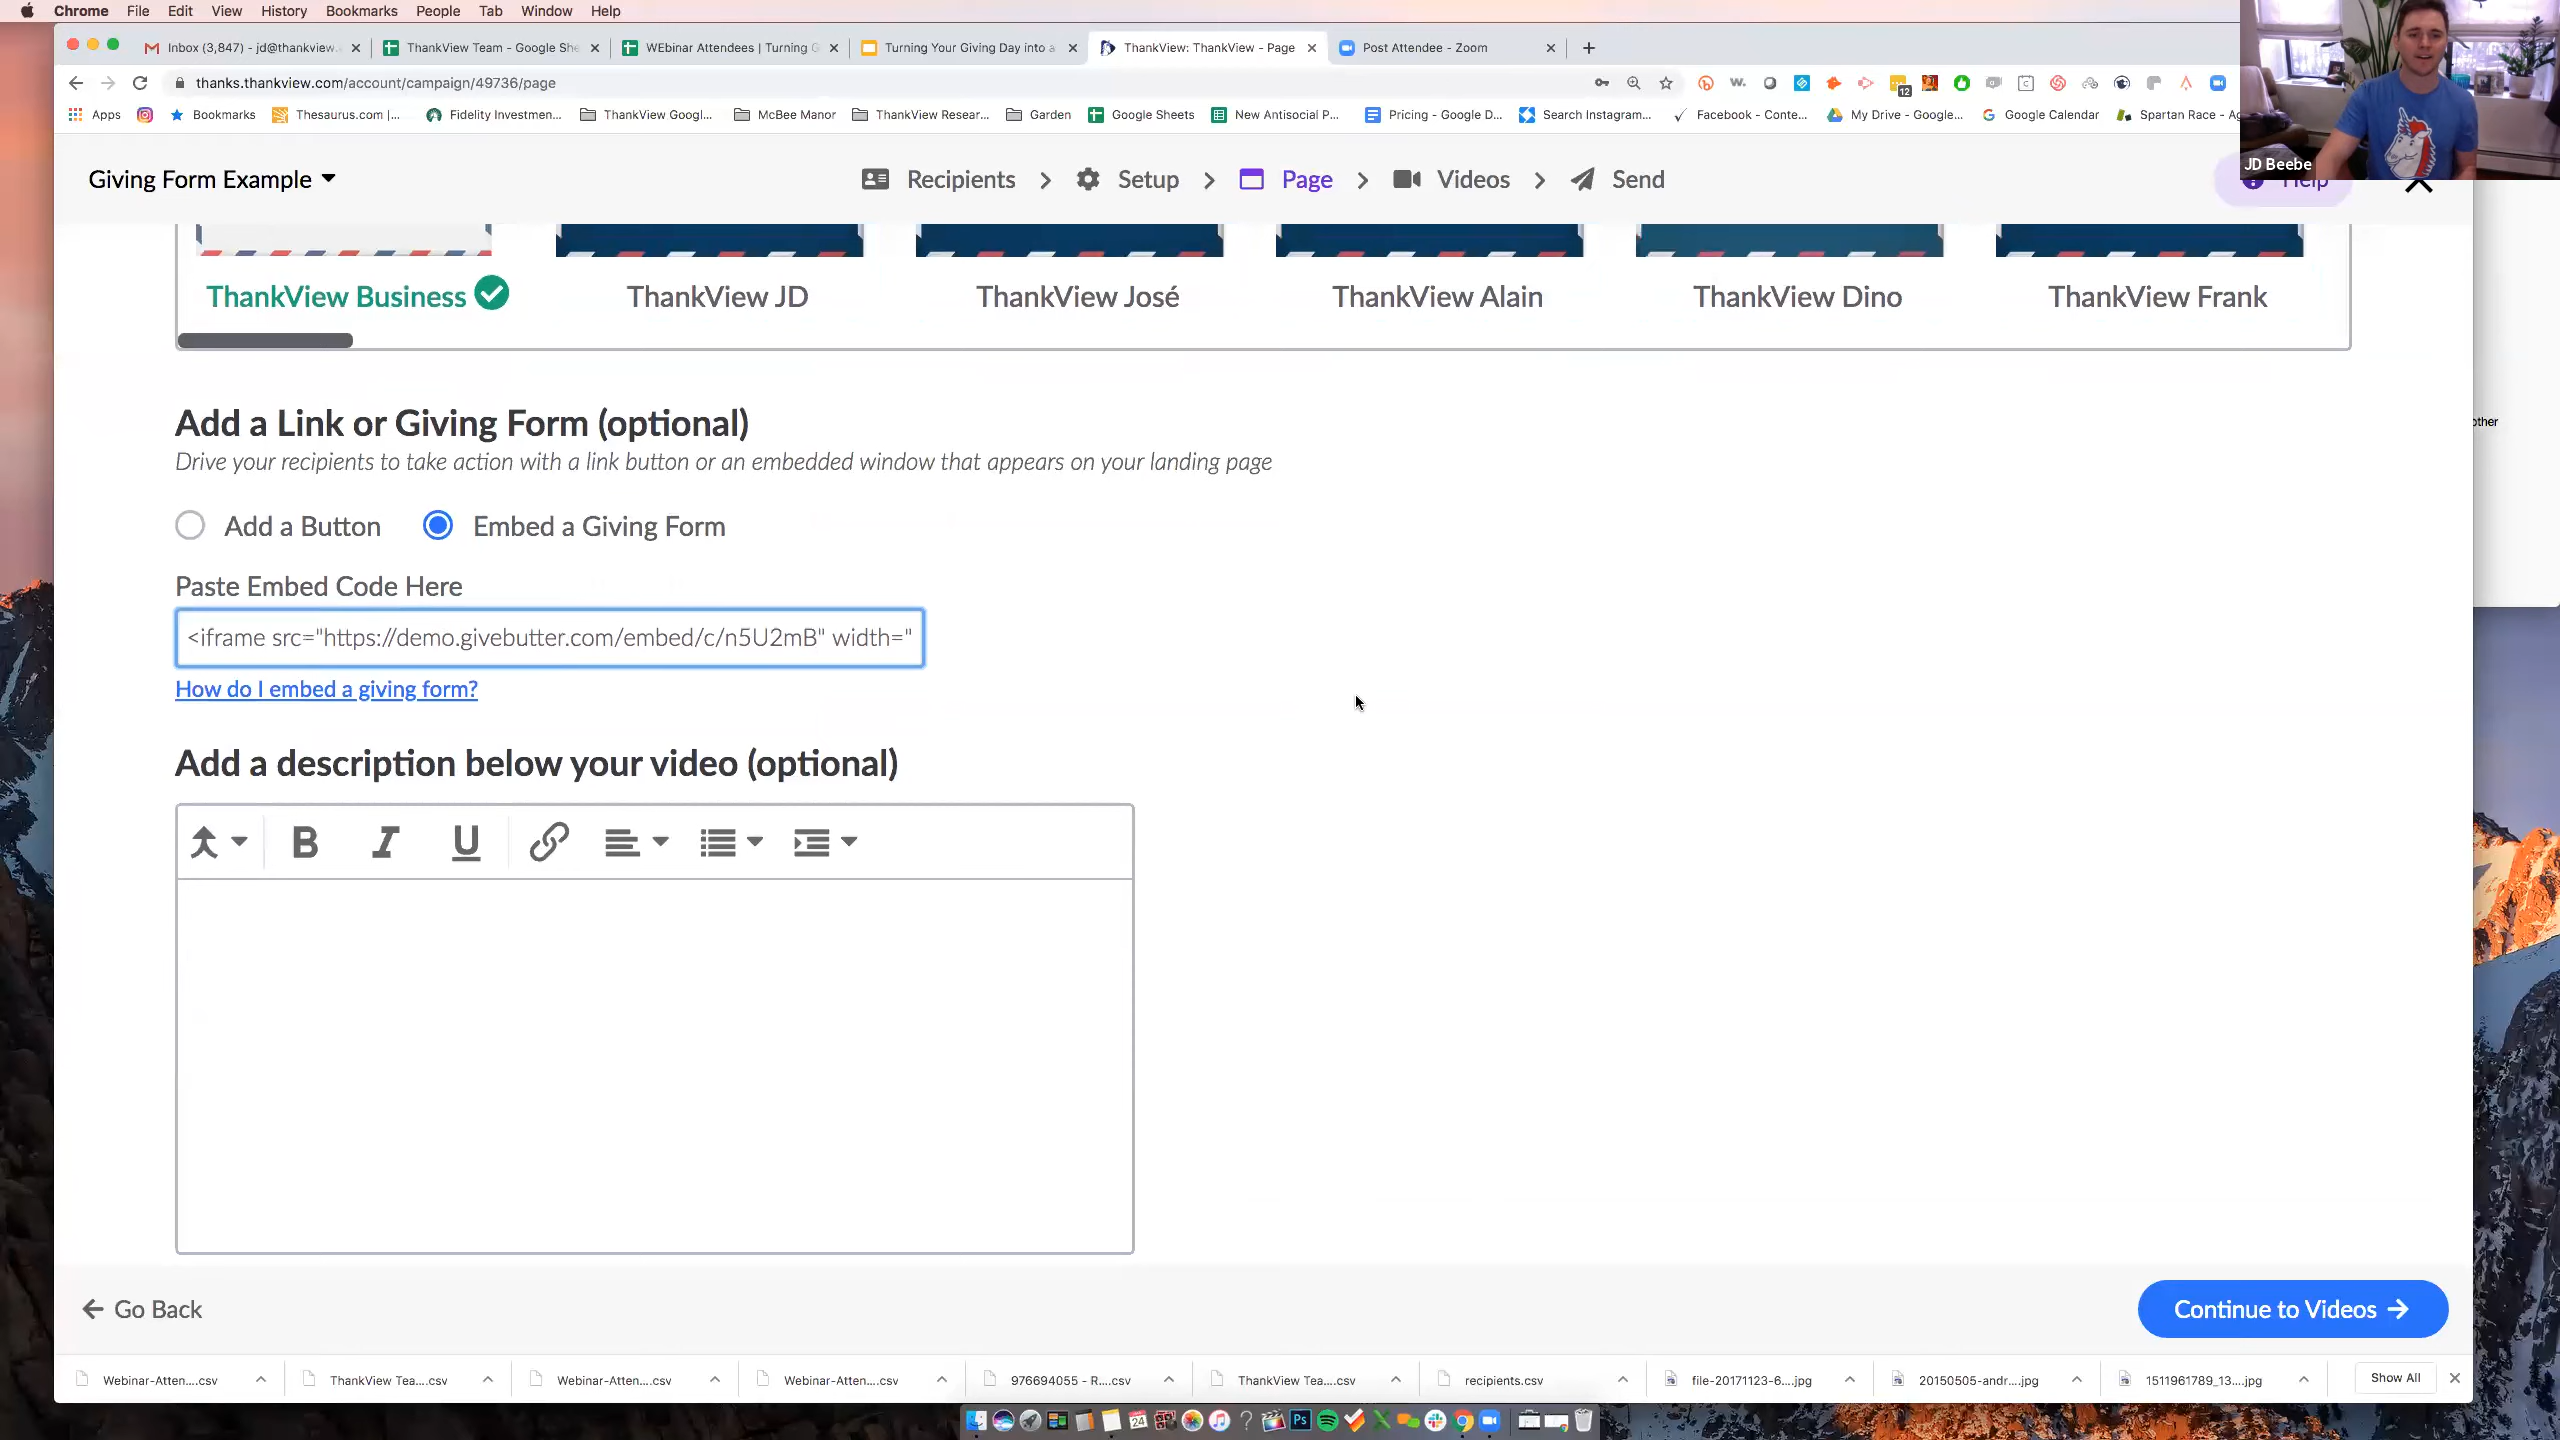 Chrome File Edit View History Bookmarks People Tab Window Help
Inbox (3,847) - jd@thankview. ThankView Team - Google She WEbinar Attendees | Turning G Turning Your Giving Day into a ThankView: ThankView - Page Post Attendee - Zoom
thanks.thankview.com/account/campaign/49736/page
12
Apps Bookmarks Thesaurus.com |... Fidelity Investmen... ThankView Googl... McBee Manor ThankView Resear... Garden Google Sheets New Antisocial P... Pricing - Google D... Search Instagram... Facebook - Conte... My Drive - Google... Google Calendar Spartan Race - Ag
JD Beebe
Giving Form Example Recipients Setup Page Videos Send Help
ThankView Business ThankView JD ThankView José ThankView Alain ThankView Dino ThankView Frank
Add a Link or Giving Form (optional)
other
Drive your recipients to take action with a link button or an embedded window that appears on your landing page
Add a Button Embed a Giving Form
Paste Embed Code Here
<iframe src="https://demo.givebutter.com/embed/c/n5U2mB" width="
How do I embed a giving form?
Add a description below your video (optional)
B I U
Go Back Continue to Videos
Webinar-Atten....csv ThankView Tea....csv Webinar-Atten....csv Webinar-Atten....csv 976694055 - R....csv ThankView Tea....csv recipients.csv file-20171123-6....jpg 20150505-andr....jpg 1511961789_13....jpg Show All
24 ? Ps